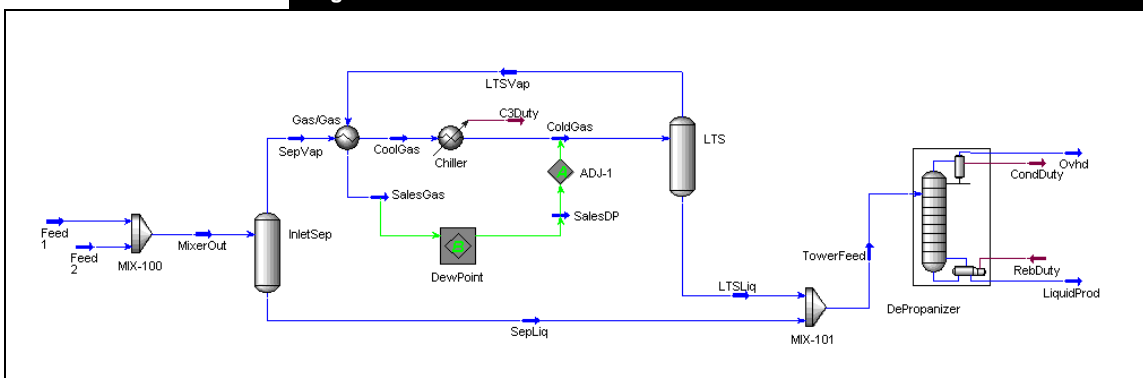 LTSVap
Gas/Gas
C3Duty
ColdGas
SepVap
CoolGas
Chiller
LTS
Ovhd
CondDuty
ADJ-1
SalesGas
SalesDP
Feed
1
Feed
2
MixerOut
MIX-100
InletSep
DewPoint
TowerFeed
RebDuty
LiquidProd
LTSLiq
DePropanizer
SepLiq
MIX-101